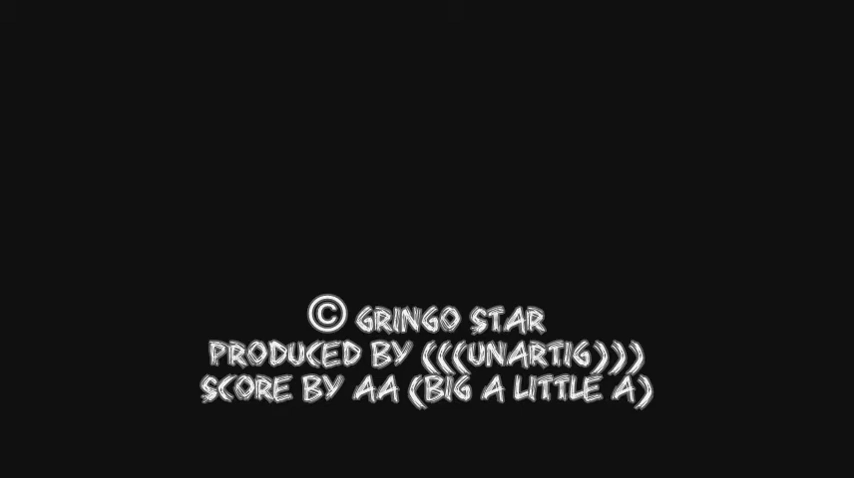 © GRINGO STAR
PRODUCED BY (((UNARTIG)))
SCORE BY AA (BIG A LITTLE A)